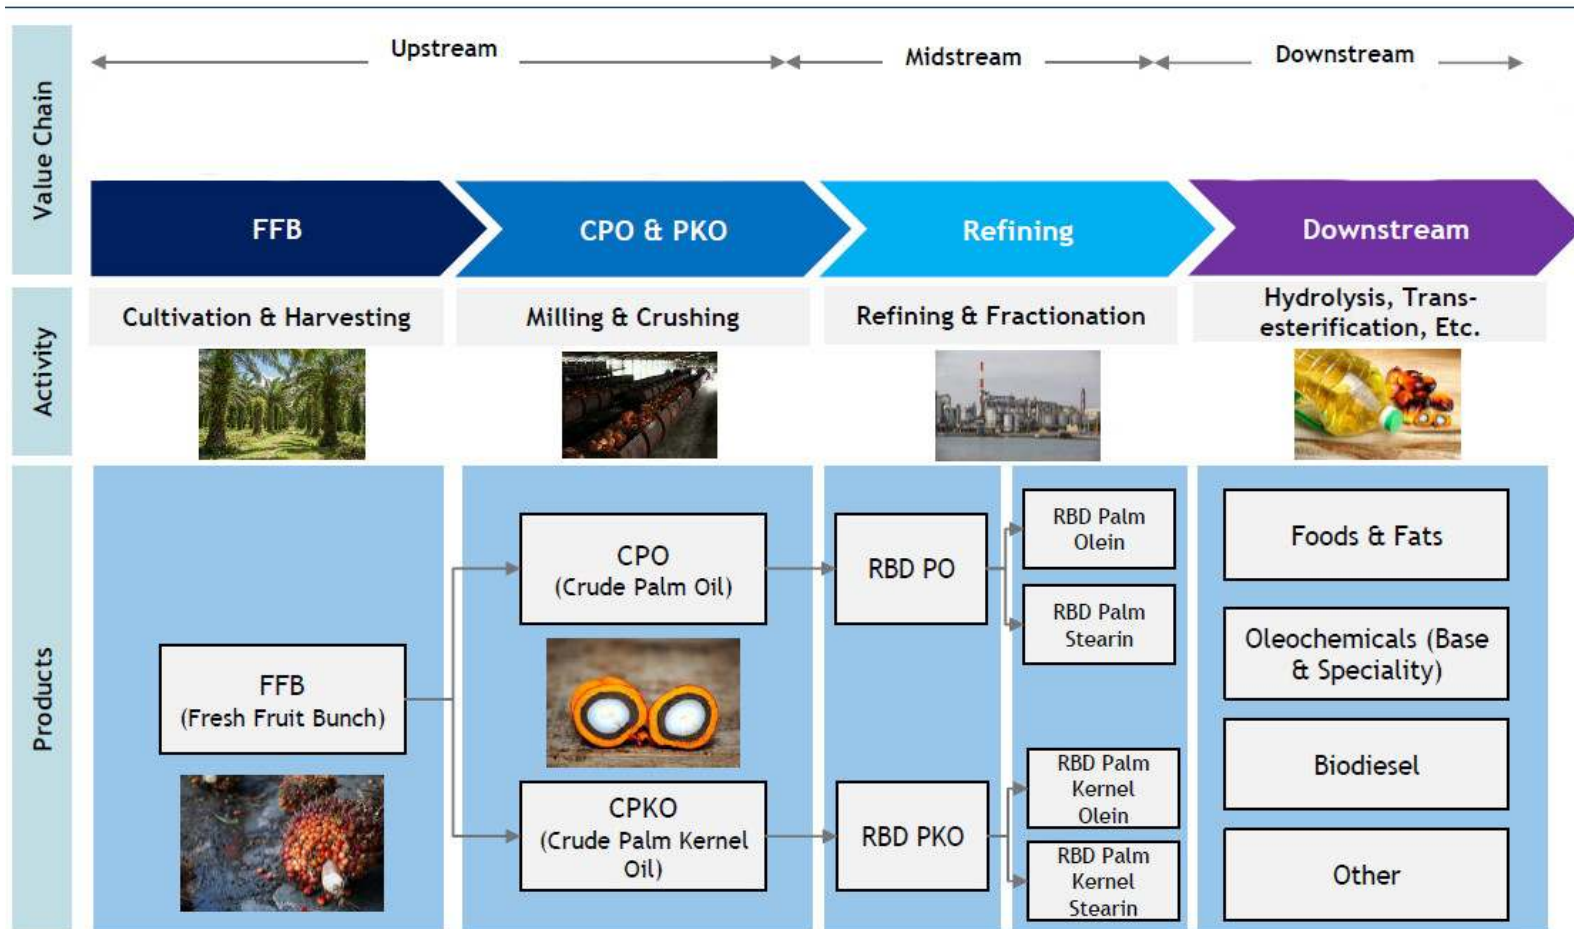 Upstream
Midstream
Downstream
Value Chain
FFB
CPO & PKO
Refining
Downstream
Activity
Cultivation & Harvesting
Milling & Crushing
Refining & Fractionation
Hydrolysis, Trans-
esterification, Etc.
Products
FFB
(Fresh Fruit Bunch)
CPO
(Crude Palm Oil)
CPKO
(Crude Palm Kernel
Oil)
RBD PO
RBD PKO
RBD Palm
Olein
RBD Palm
Stearin
RBD Palm
Kernel
Olein
RBD Palm
Kernel
Stearin
Foods & Fats
Oleochemicals (Base
& Speciality)
Biodiesel
Other